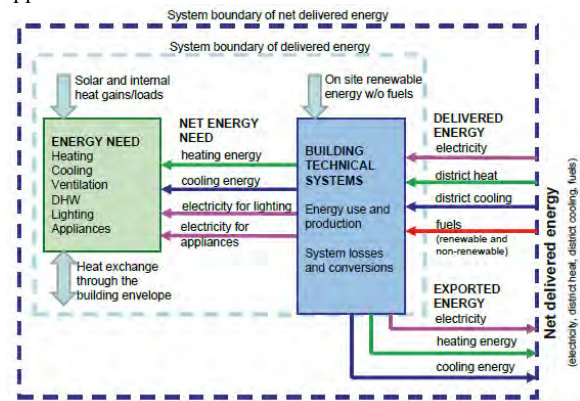 System boundary of net delivered energy
System boundary of delivered energy
Solar and internal
heat gains/loads
On site renewable
energy w/o fuels
ENERGY NEED
Heating
Cooling
Ventilation
DHW
Lighting
Appliances
NET ENERGY
NEED
heating energy
cooling energy
electricity for lighting
electricity for
appliances
BUILDING
TECHNICAL
SYSTEMS
Energy use and
production
System losses
and conversions
DELIVERED
ENERGY
electricity
district heat
district cooling
fuels
(renewable and
non-renewable)
Heat exchange
through the
building envelope
EXPORTED
ENERGY
electricity
heating energy
cooling energy
Net delivered energy
(electricity, district heat, district cooling, fuels)